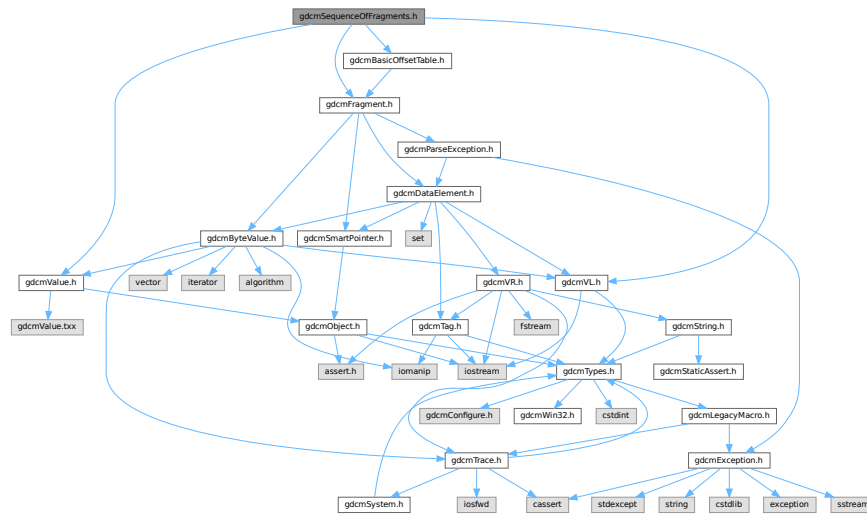 gdcmSequenceOfFragments.h
gdcmBasicOffsetTable.h
gdcmFragment.h
gdcmParseException.h
gdcmDataElement.h
gdcmByteValue.h
gdcmSmartPointer.h
set
gdcmValue.h
vector
iterator
algorithm
gdcmVR.h
gdcmVL.h
gdcmValue.txx
gdcmObject.h
gdcmTag.h
fstream
gdcmString.h
assert.h
iomanip
iostream
gdcmTypes.h
gdcmStaticAssert.h
gdcmConfigure.h
gdcmWin32.h
cstdint
gdcmLegacyMacro.h
gdcmTrace.h
gdcmException.h
gdcmSystem.h
iosfwd
cassert
stdexcept
string
cstdlib
exception
sstream